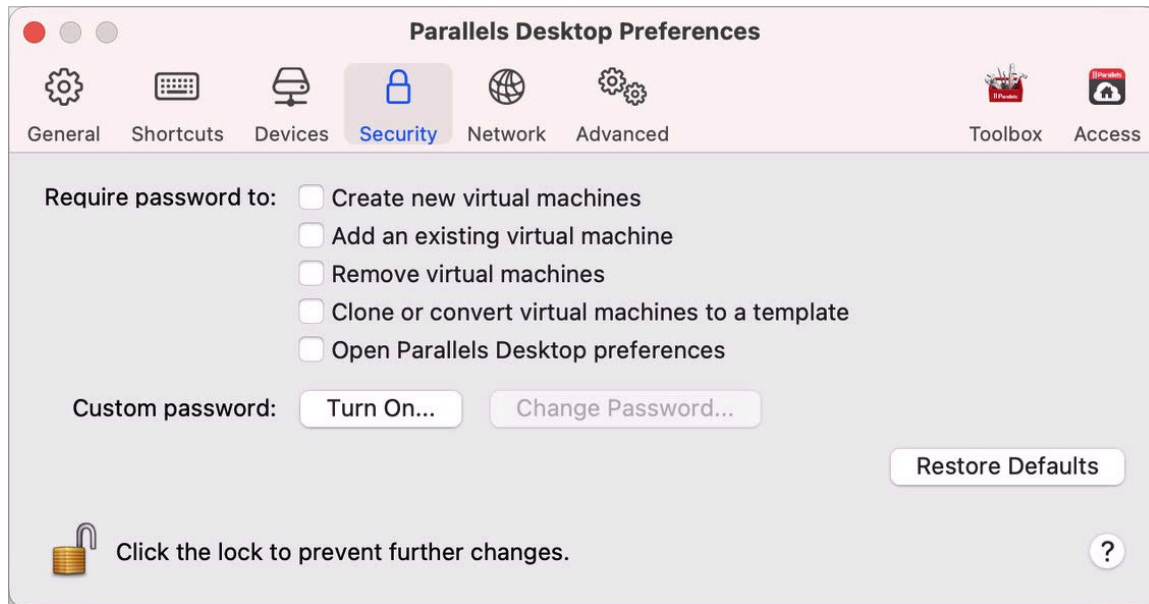 Parallels Desktop Preferences
General Shortcuts Devices Security Network Advanced Toolbox Access
Require password to: Create new virtual machines
Add an existing virtual machine
Remove virtual machines
Clone or convert virtual machines to a template
Open Parallels Desktop preferences
Custom password: Turn On... Change Password...
Restore Defaults
Click the lock to prevent further changes. ?